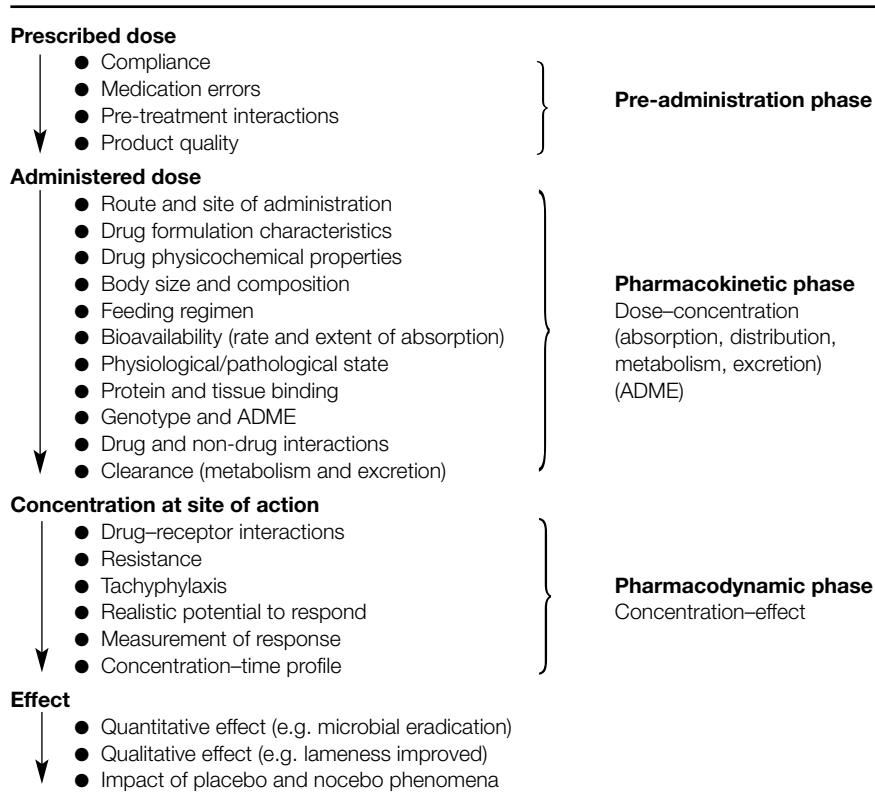 Prescribed dose
● Compliance
● Medication errors
● Pre-treatment interactions
● Product quality
Pre-administration phase
Administered dose
● Route and site of administration
● Drug formulation characteristics
● Drug physicochemical properties
● Body size and composition
● Feeding regimen
● Bioavailability (rate and extent of absorption)
● Physiological/pathological state
● Protein and tissue binding
● Genotype and ADME
● Drug and non-drug interactions
● Clearance (metabolism and excretion)
Pharmacokinetic phase
Dose–concentration
(absorption, distribution,
metabolism, excretion)
(ADME)
Concentration at site of action
● Drug–receptor interactions
● Resistance
● Tachyphylaxis
● Realistic potential to respond
● Measurement of response
● Concentration–time profile
Pharmacodynamic phase
Concentration–effect
Effect
● Quantitative effect (e.g. microbial eradication)
● Qualitative effect (e.g. lameness improved)
● Impact of placebo and nocebo phenomena